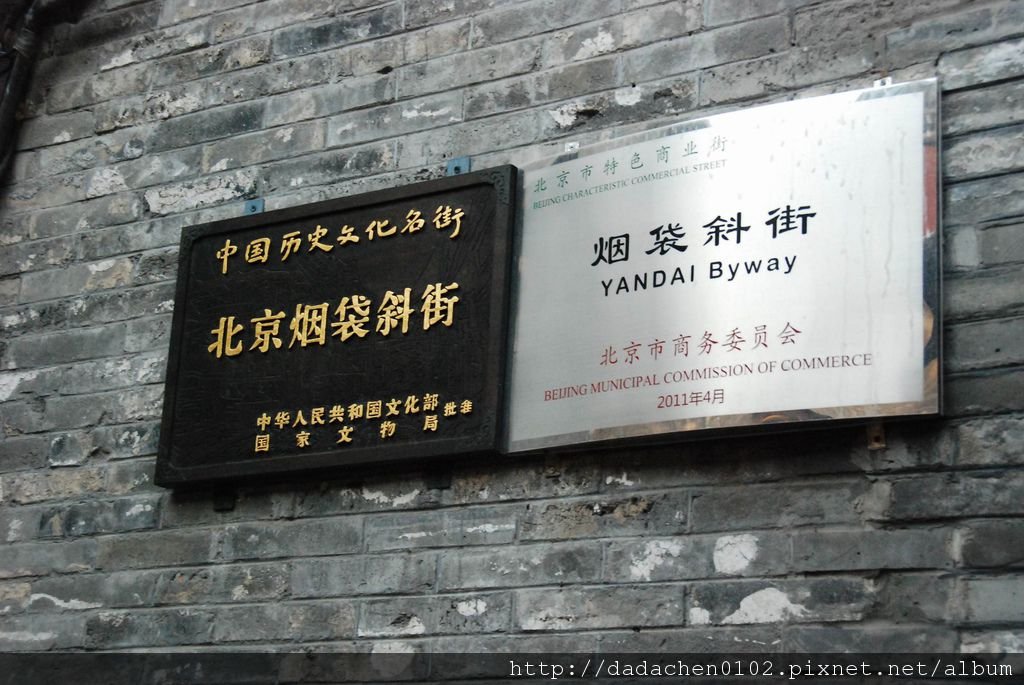 中国历史文化名街
北京烟袋斜街
中华人民共和国文化部
国家文物局
批准
北京市特色商业街
BEIJING CHARACTERISTIC COMMERCIAL STREET
烟袋斜街
YANDAI Byway
北京市商务委员会
BEIJING MUNICIPAL COMMISSION OF COMMERCE
2011年4月
http://dadachen0102.pixnet.net/album